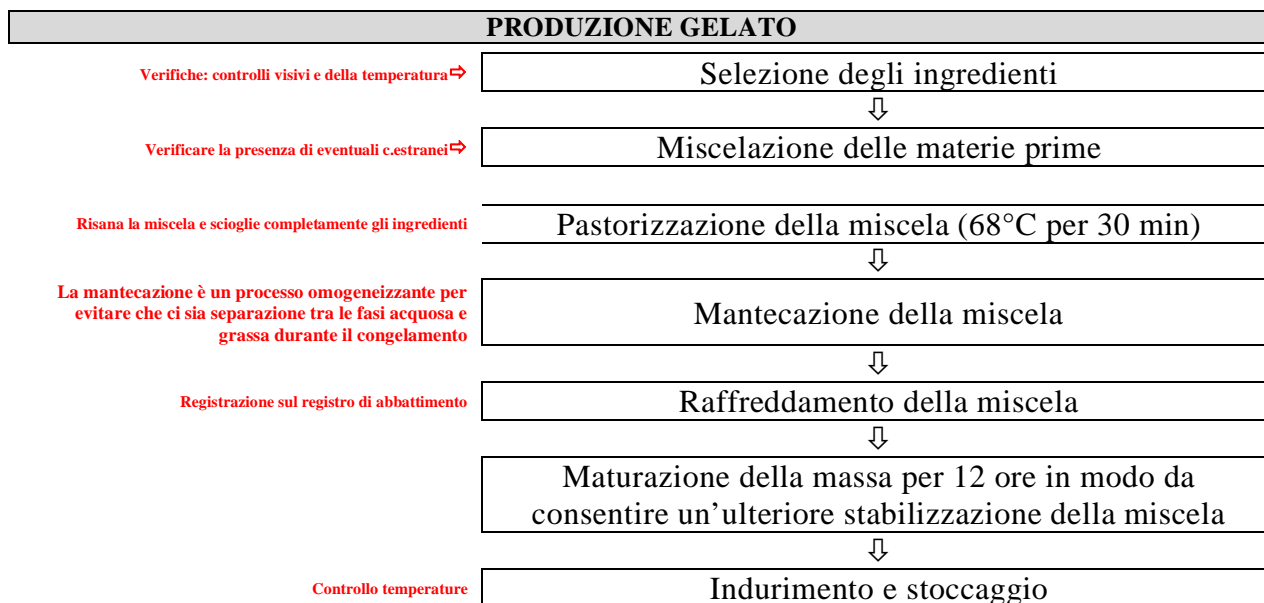 PRODUZIONE GELATO
Verifiche: controlli visivi e della temperatura⇨
Selezione degli ingredienti
⇩
Verificare la presenza di eventuali c.estranei⇨
Miscelazione delle materie prime
Risana la miscela e scioglie completamente gli ingredienti
Pastorizzazione della miscela (68°C per 30 min)
⇩
La mantecazione è un processo omogeneizzante per
evitare che ci sia separazione tra le fasi acquosa e
grassa durante il congelamento
Mantecazione della miscela
⇩
Registrazione sul registro di abbattimento
Raffreddamento della miscela
⇩
Maturazione della massa per 12 ore in modo da
consentire un’ulteriore stabilizzazione della miscela
⇩
Controllo temperature
Indurimento e stoccaggio